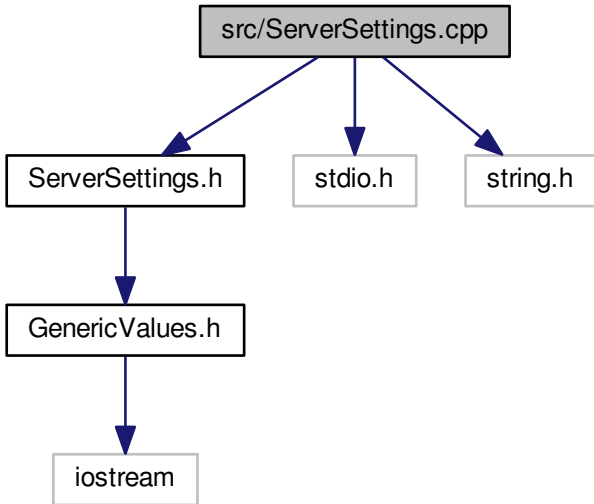 src/ServerSettings.cpp
ServerSettings.h
stdio.h
string.h
GenericValues.h
iostream